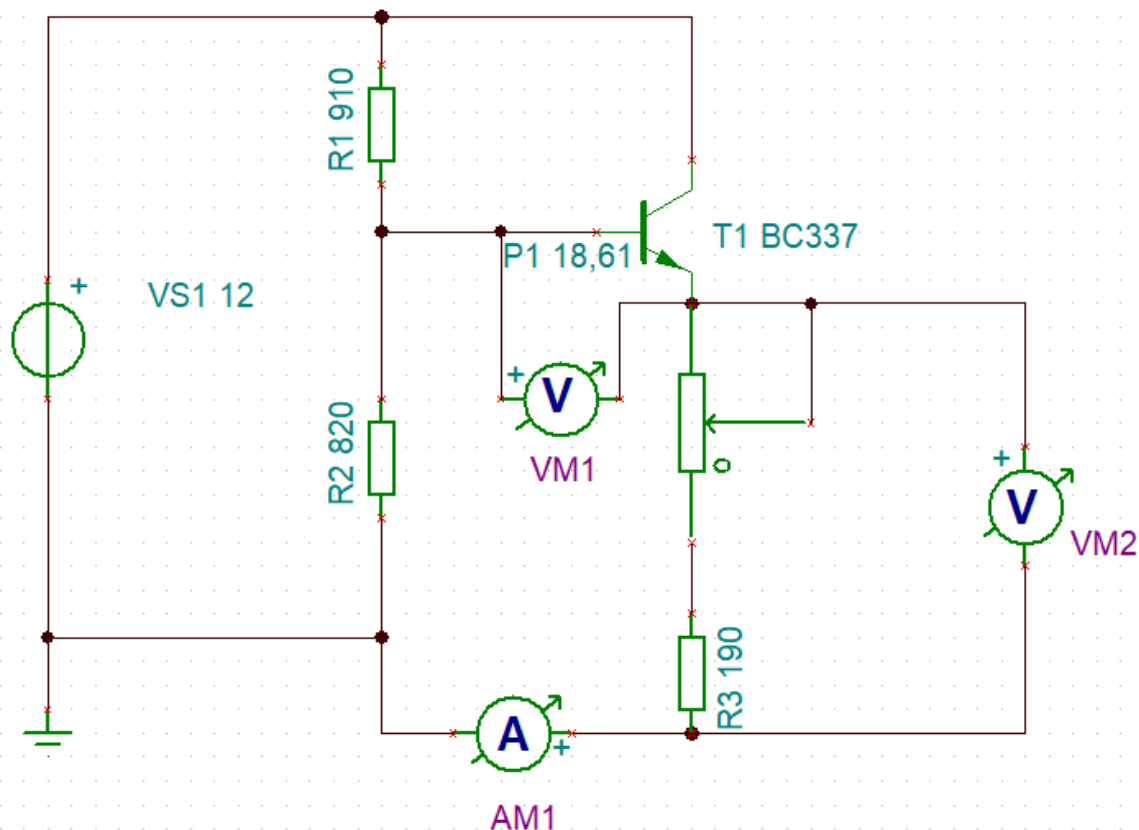 R1 910
T1 BC337
P1 18,61
VS1 12
+
+
V
VM1
R2 820
+
V
VM2
R3 190
A
+
AM1